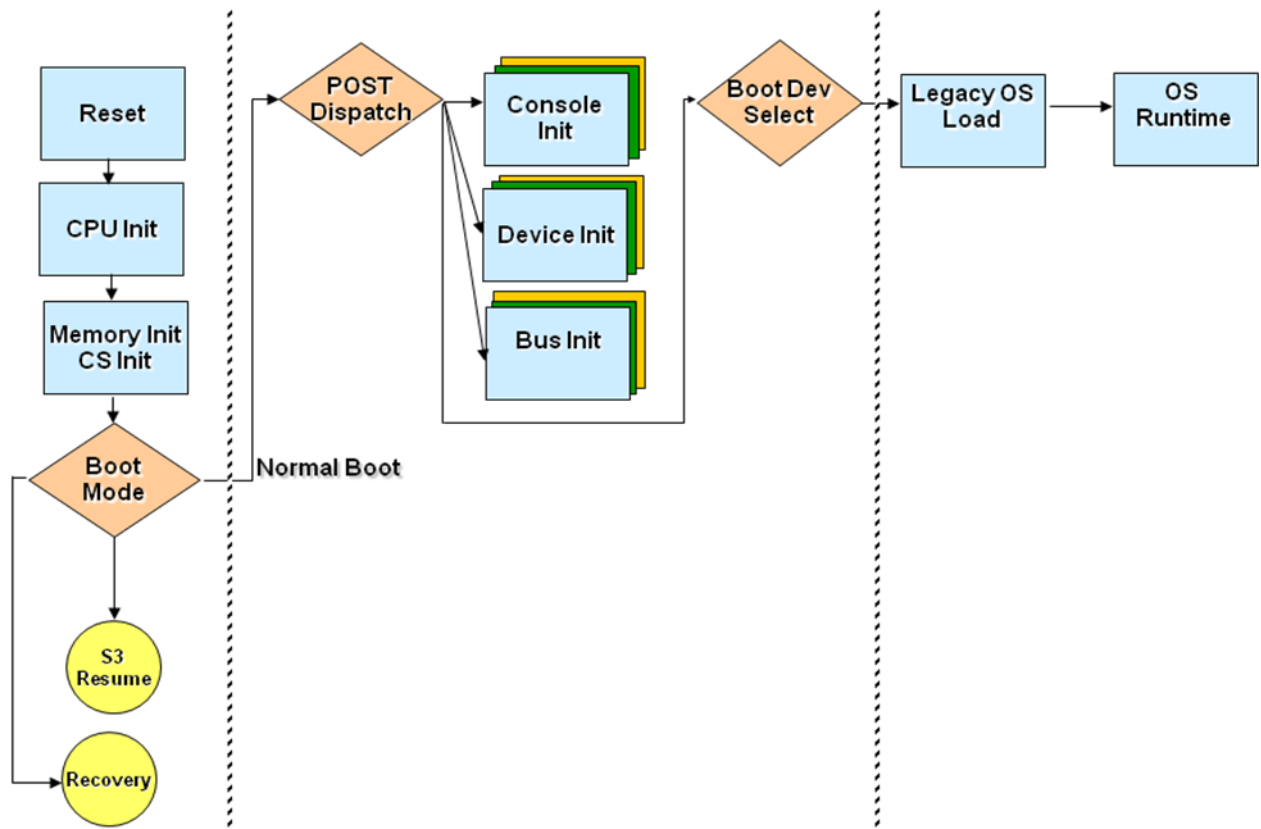 Reset
CPU Init
Memory Init
CS Init
Boot
Mode
S3
Resume
Recovery
Normal Boot
POST
Dispatch
Console
Init
Device Init
Bus Init
Boot Dev
Select
Legacy OS
Load
OS
Runtime